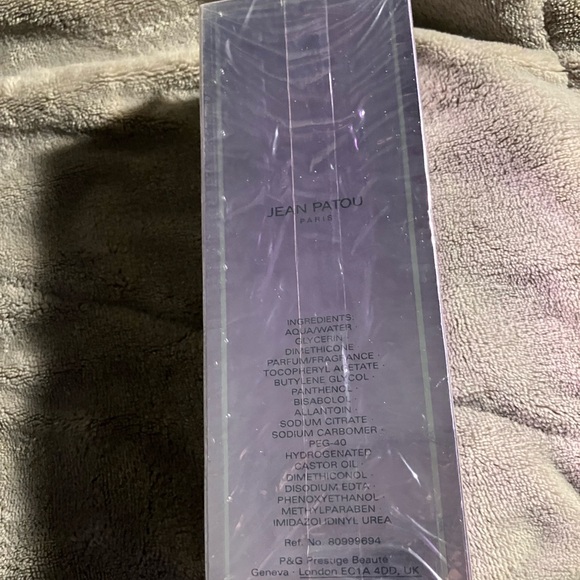 JEAN PATOU
PARIS
INGREDIENTS:
AQUA/WATER
GLYCERIN
DIMETHICONE
PARFUM/FRAGRANCE -
TOCOPHERYL ACETATE -
BUTYLENE GLYCOL -
PANTHENOL -
BISABOLOL
ALLANTOIN -
SODIUM CITRATE -
SODIUM CARBOMER -
PEG-40
HYDROGENATED
CASTOR OIL -
DIMETHICONOL -
DISODIUM EDTA -
PHENOXYETHANOL -
METHYLPARABEN
IMIDAZOLIDINYL UREA
Ref. No. 80999694
P&G Prestige Beauté
Geneva - London EC1A 4DD, UK